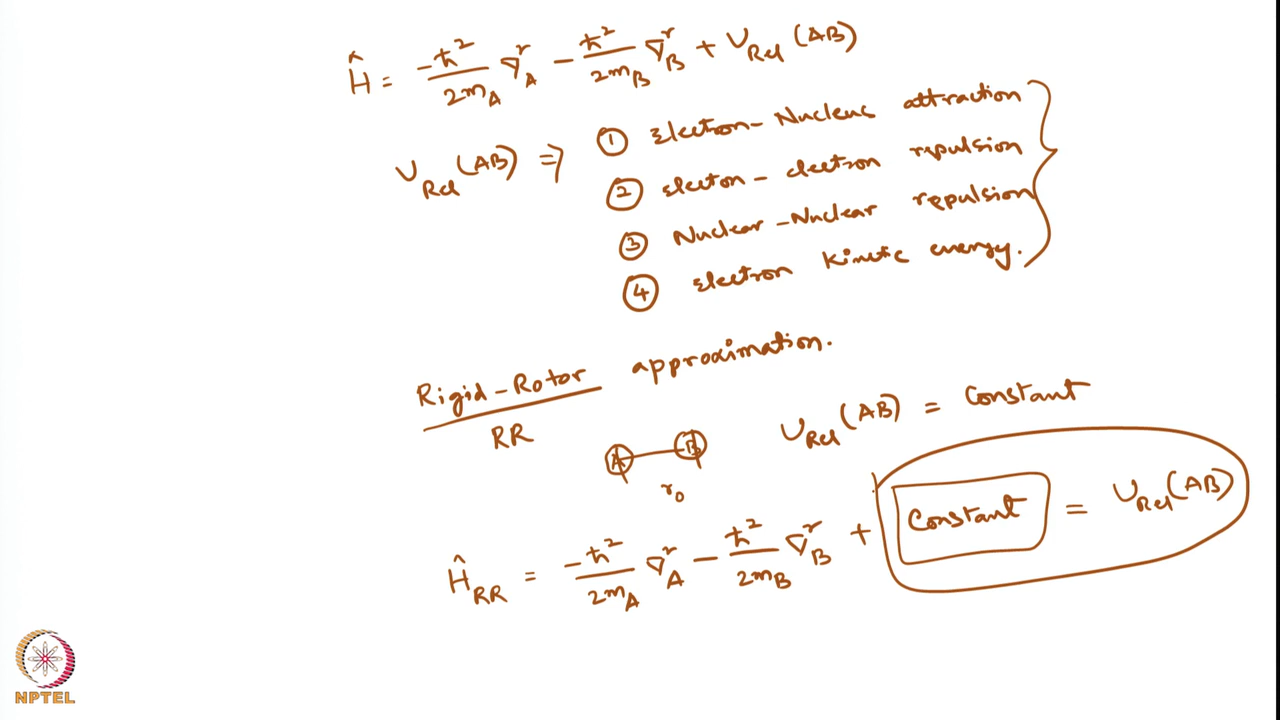 Ĥ = -ħ²/2m_A ∇²_A - ħ²/2m_B ∇²_B + U_Rel (AB)
U_Rel (AB) ⇒ ① Electron - Nucleus attraction
② electon - electron repulsion
③ Nuclear - Nuclear repulsion
④ Electron kinetic energy.
Rigid - Rotor approximation.
RR
A B U_Rel (AB) = Constant
r₀
Ĥ_RR = -ħ²/2m_A ∇²_A - ħ²/2m_B ∇²_B + Constant = U_Rel (AB)
NPTEL